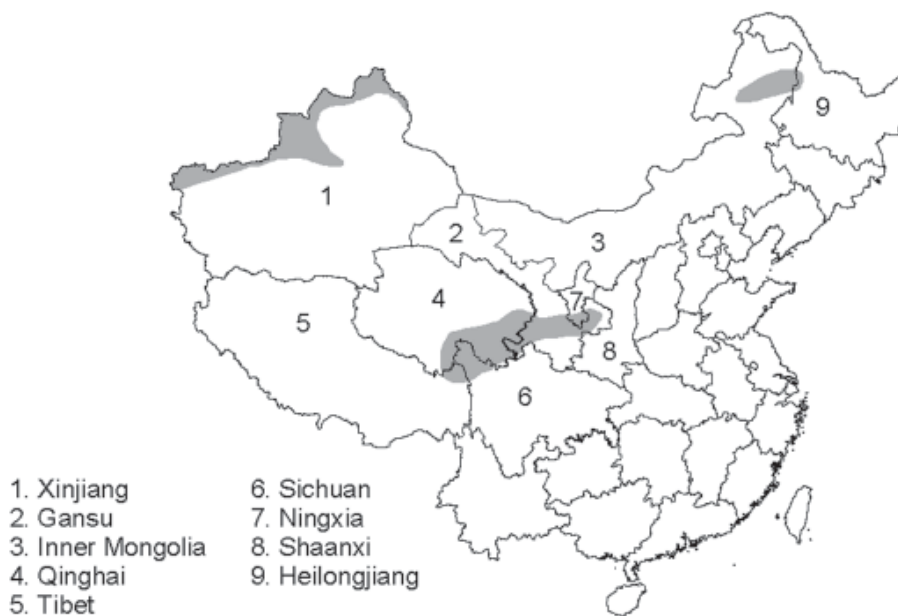 9
1
2
3
4
7
5
8
6
1. Xinjiang
2. Gansu
3. Inner Mongolia
4. Qinghai
5. Tibet
6. Sichuan
7. Ningxia
8. Shaanxi
9. Heilongjiang